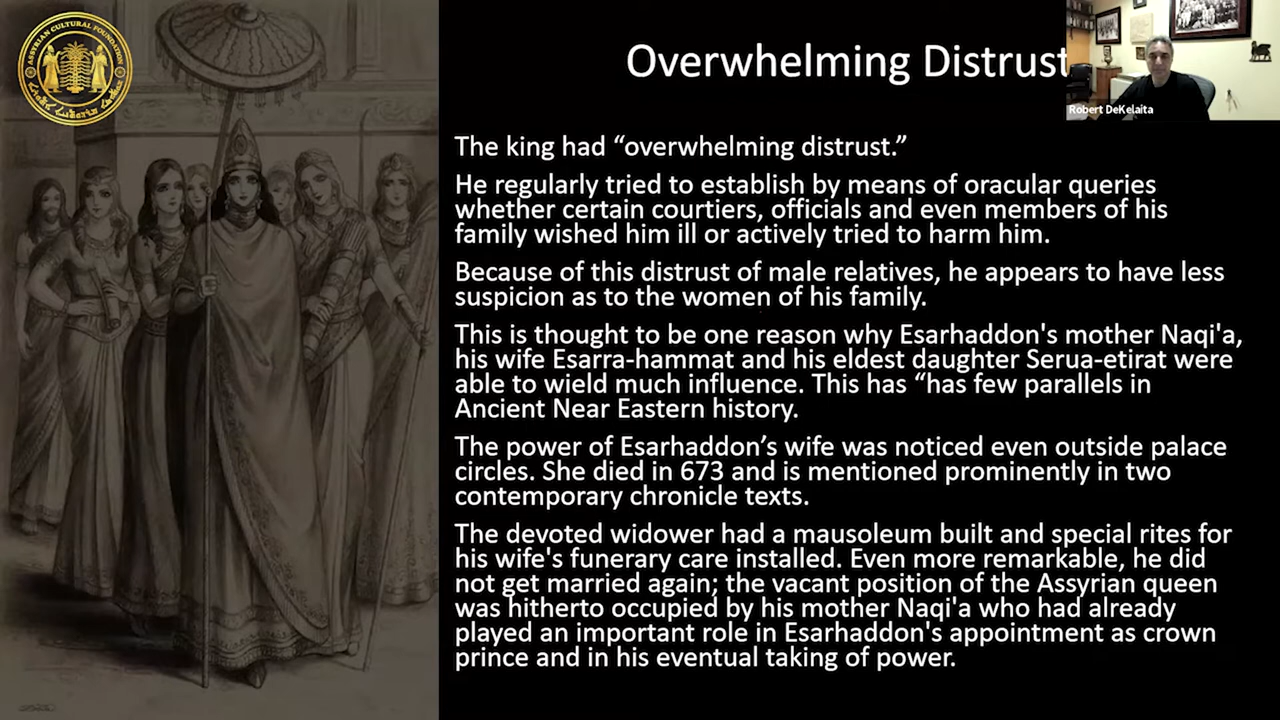 ASSYRIAN CULTURAL FOUNDATION
Overwhelming Distrust
Robert DeKelaita
The king had “overwhelming distrust.”
He regularly tried to establish by means of oracular queries
whether certain courtiers, officials and even members of his
family wished him ill or actively tried to harm him.
Because of this distrust of male relatives, he appears to have less
suspicion as to the women of his family.
This is thought to be one reason why Esarhaddon's mother Naqi'a,
his wife Esarra-hammat and his eldest daughter Serua-etirat were
able to wield much influence. This has “has few parallels in
Ancient Near Eastern history.
The power of Esarhaddon’s wife was noticed even outside palace
circles. She died in 673 and is mentioned prominently in two
contemporary chronicle texts.
The devoted widower had a mausoleum built and special rites for
his wife's funerary care installed. Even more remarkable, he did
not get married again; the vacant position of the Assyrian queen
was hitherto occupied by his mother Naqi'a who had already
played an important role in Esarhaddon's appointment as crown
prince and in his eventual taking of power.